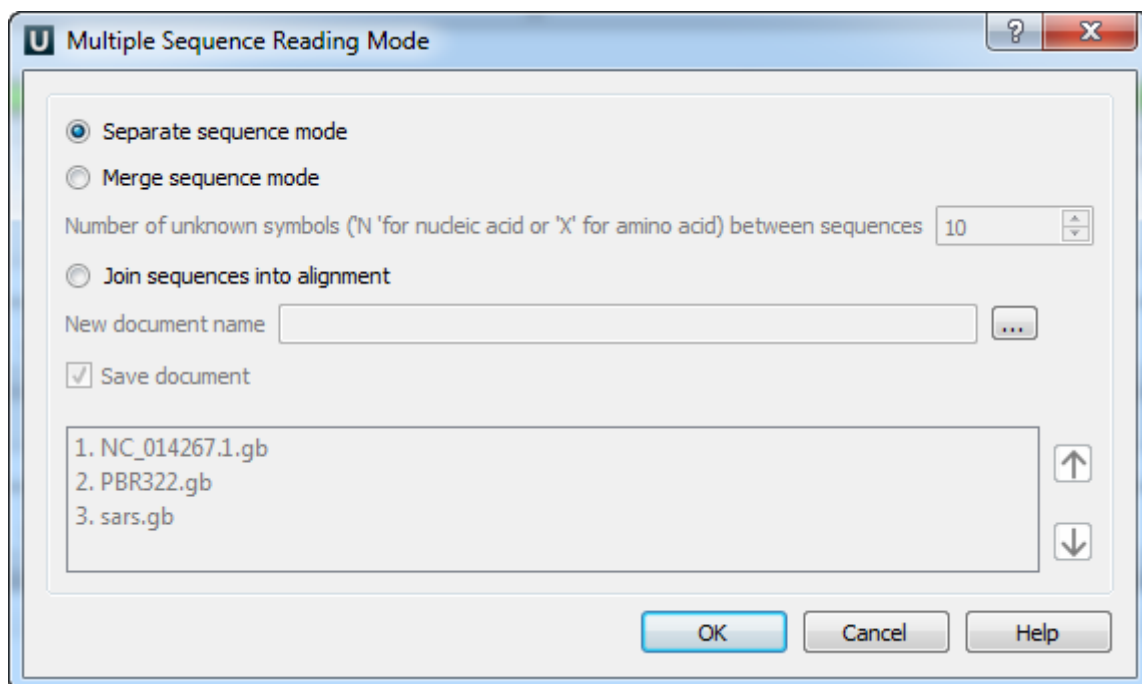 U Multiple Sequence Reading Mode ? X
Separate sequence mode
Merge sequence mode
Number of unknown symbols ('N 'for nucleic acid or 'X' for amino acid) between sequences 10
Join sequences into alignment
New document name ...
Save document
1. NC_014267.1.gb
2. PBR322.gb
3. sars.gb
OK Cancel Help